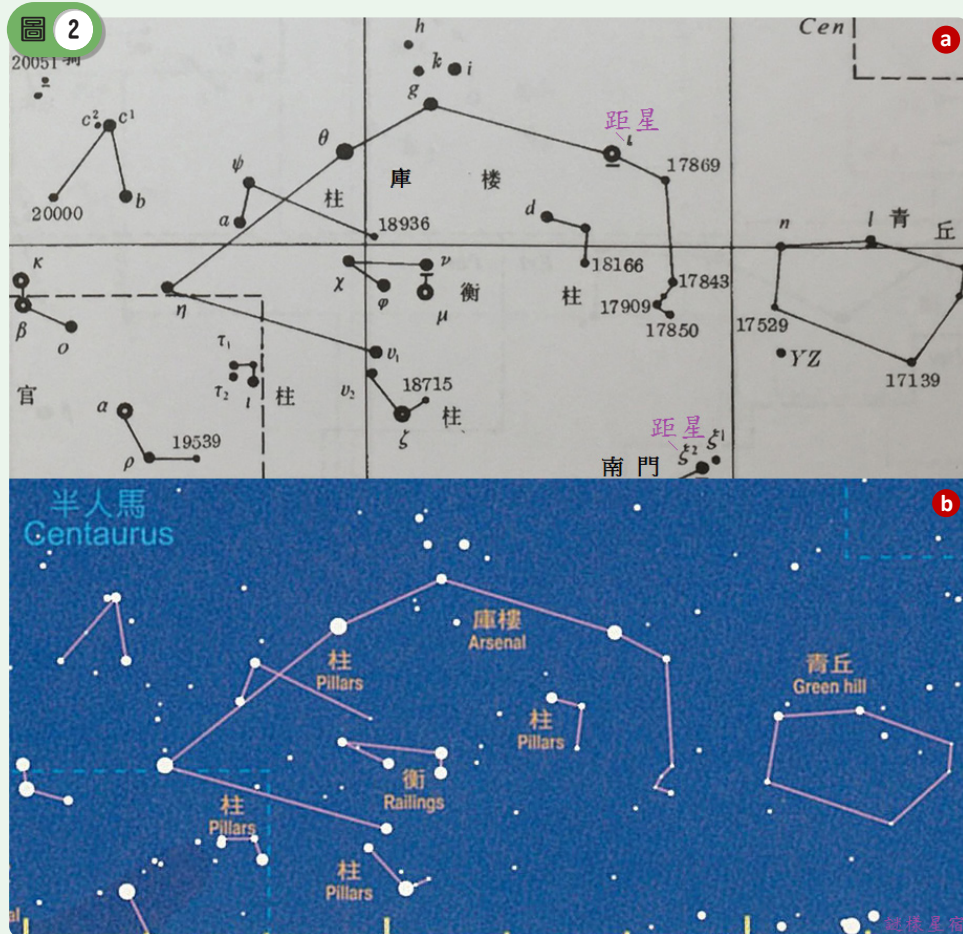 圖 2
a
Cen
h
20051
k
i
g
距星
c² c¹
θ
ι
17869
ψ
庫 楼
柱
20000
b
a
18936
d
n
l
青
丘
κ
χ
ν
18166
衡
柱
17843
η
φ
μ
17909
17850
β
ο
17529
τ₁
υ₁
YZ
官
τ₂
ι
柱
υ₂
18715
17139
α
柱
ζ
距星
ρ
19539
ξ² ξ¹
南 門
半人馬
Centaurus
b
庫樓
Arsenal
柱
Pillars
青丘
Green hill
柱
Pillars
衡
Railings
柱
Pillars
柱
Pillars
al